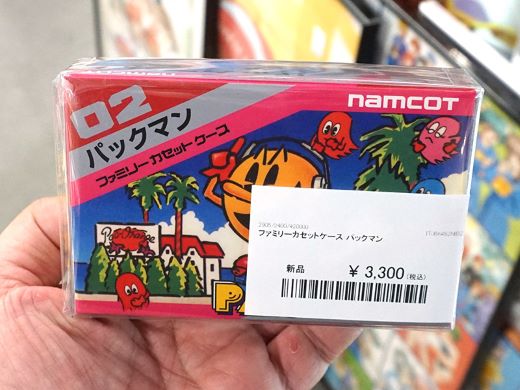 namcot
02
パックマン
ファミリーカセットケース
ファミリーカセットケース パックマン
新品
¥ 3,300(税込)